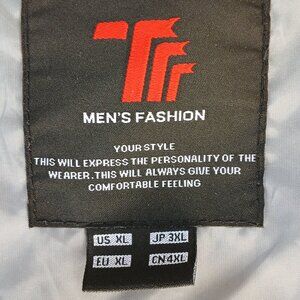 MEN'S FASHION
YOUR STYLE
THIS WILL EXPRESS THE PERSONALITY OF THE
WEARER.THIS WILL ALWAYS GIVE YOUR
COMFORTABLE FEELING
US XL JP 3XL
EU XL CN4XL